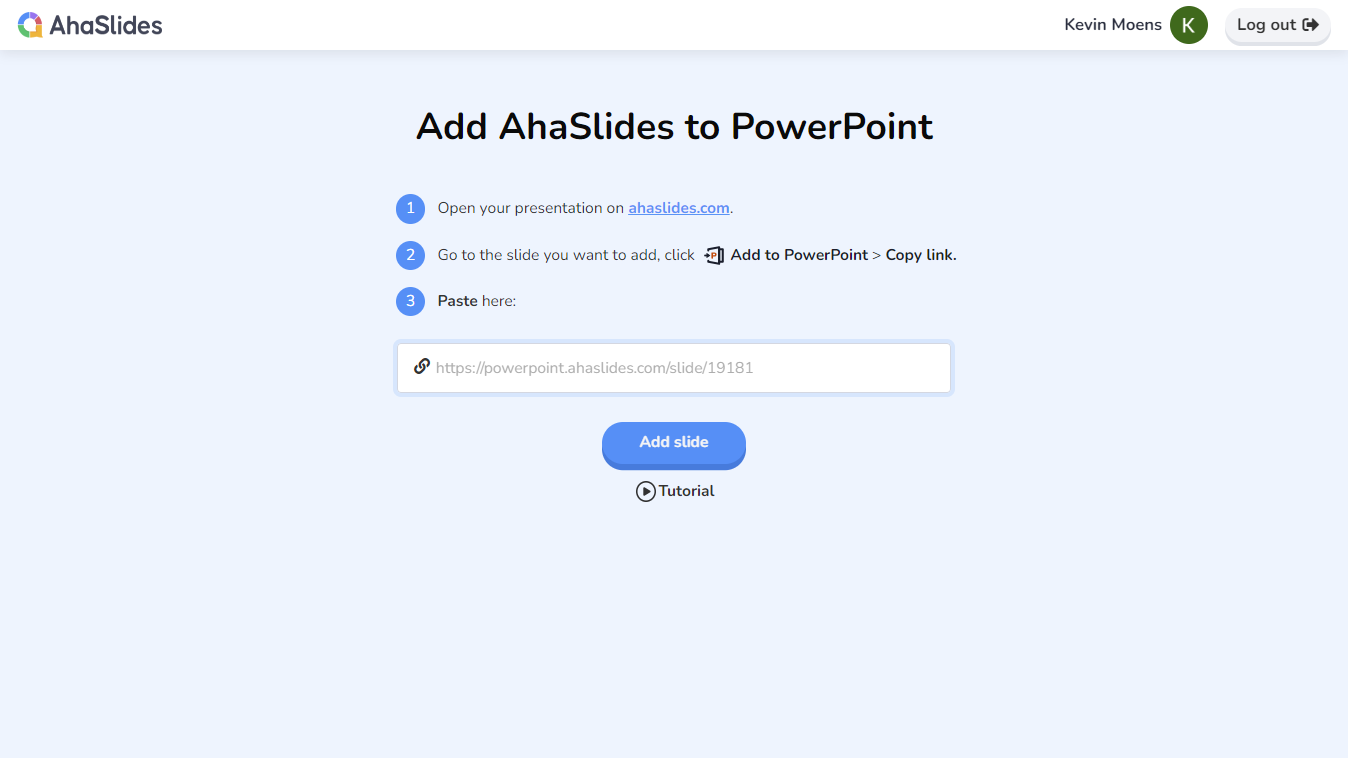 AhaSlides
Kevin Moens K Log out
Add AhaSlides to PowerPoint
1 Open your presentation on ahaslides.com.
2 Go to the slide you want to add, click P Add to PowerPoint > Copy link.
3 Paste here:
https://powerpoint.ahaslides.com/slide/19181
Add slide
Tutorial